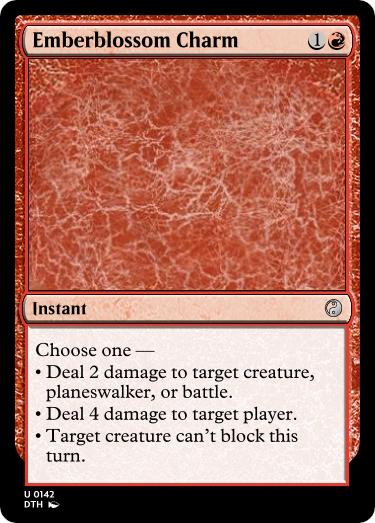 Emberblossom Charm 1
Instant
Choose one —
• Deal 2 damage to target creature,
planeswalker, or battle.
• Deal 4 damage to target player.
• Target creature can't block this
turn.
U 0142
DTH